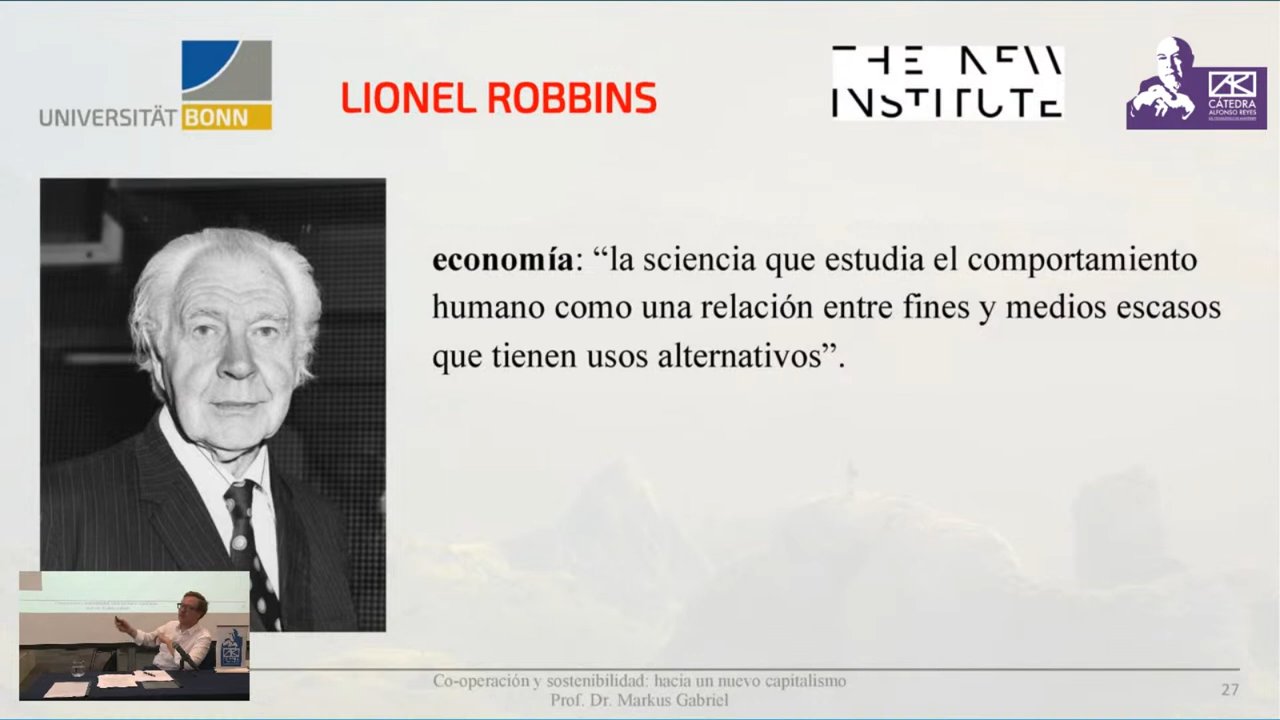 UNIVERSITÄT BONN
LIONEL ROBBINS
THE NEW
INSTITUTE
CÁTEDRA
ALFONSO REYES
economía: “la sciencia que estudia el comportamiento
humano como una relación entre fines y medios escasos
que tienen usos alternativos”.
Co-operación y sostenibilidad: hacia un nuevo capitalismo
Prof. Dr. Markus Gabriel
27